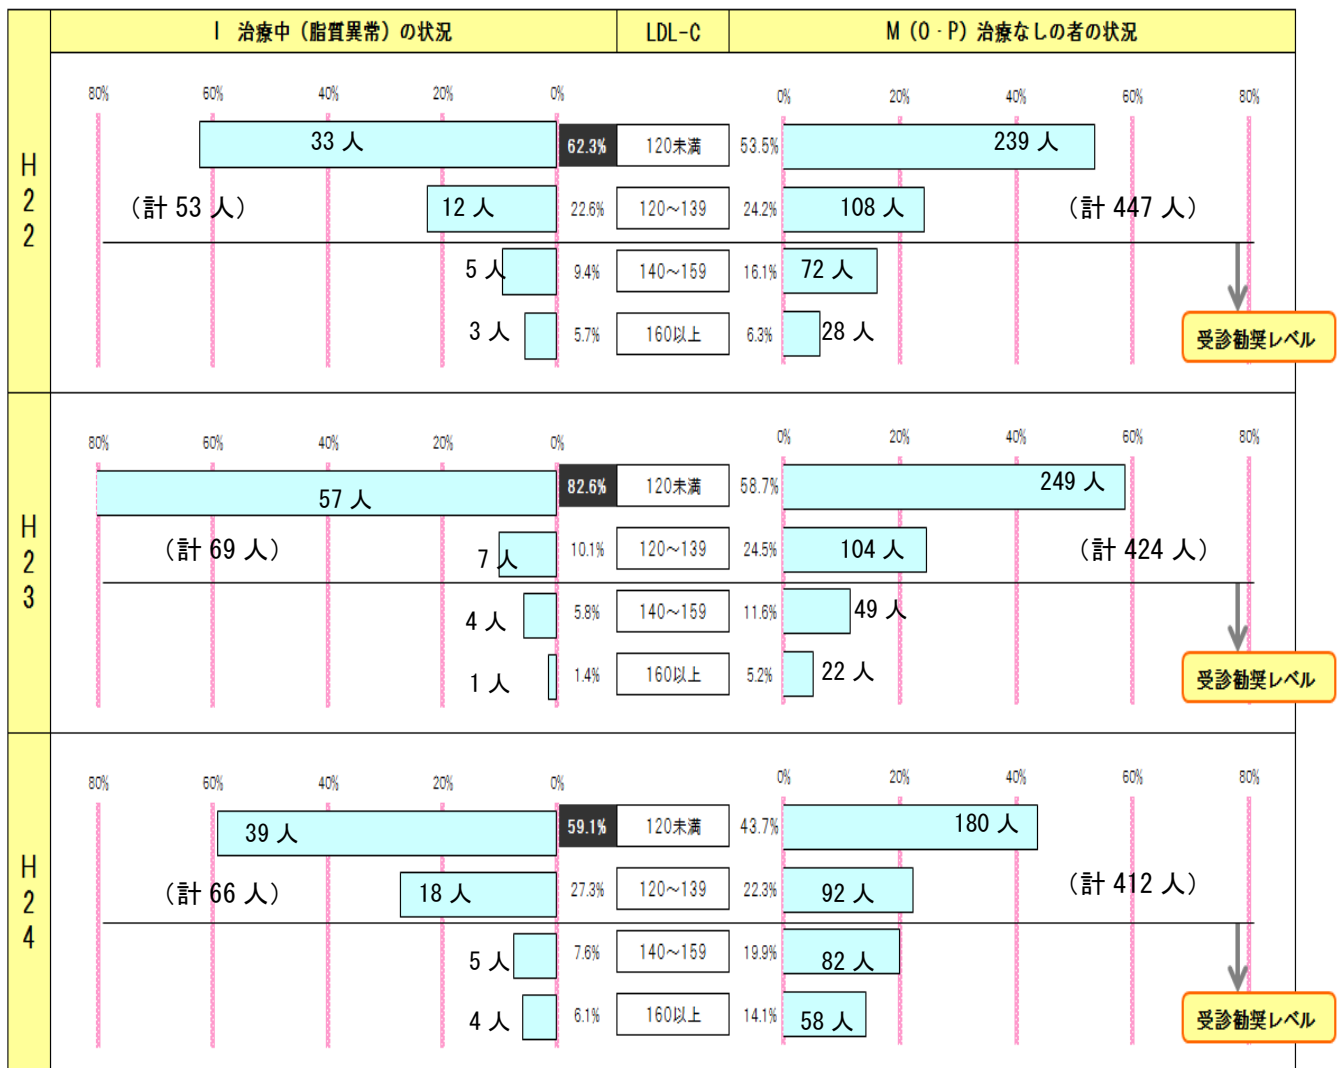 I 治療中（脂質異常）の状況 LDL-C M（O・P）治療なしの者の状況
H22
80% 60% 40% 20% 0% 0% 20% 40% 60% 80%
33 人 62.3% 120未満 53.5% 239 人
（計 53 人） 12 人 22.6% 120～139 24.2% 108 人 （計 447 人）
5 人 9.4% 140～159 16.1% 72 人
3 人 5.7% 160以上 6.3% 28 人 受診勧奨レベル
H23
80% 60% 40% 20% 0% 0% 20% 40% 60% 80%
57 人 82.6% 120未満 58.7% 249 人
（計 69 人） 7 人 10.1% 120～139 24.5% 104 人 （計 424 人）
4 人 5.8% 140～159 11.6% 49 人
1 人 1.4% 160以上 5.2% 22 人 受診勧奨レベル
H24
80% 60% 40% 20% 0% 0% 20% 40% 60% 80%
39 人 59.1% 120未満 43.7% 180 人
（計 66 人） 18 人 27.3% 120～139 22.3% 92 人 （計 412 人）
5 人 7.6% 140～159 19.9% 82 人
4 人 6.1% 160以上 14.1% 58 人 受診勧奨レベル